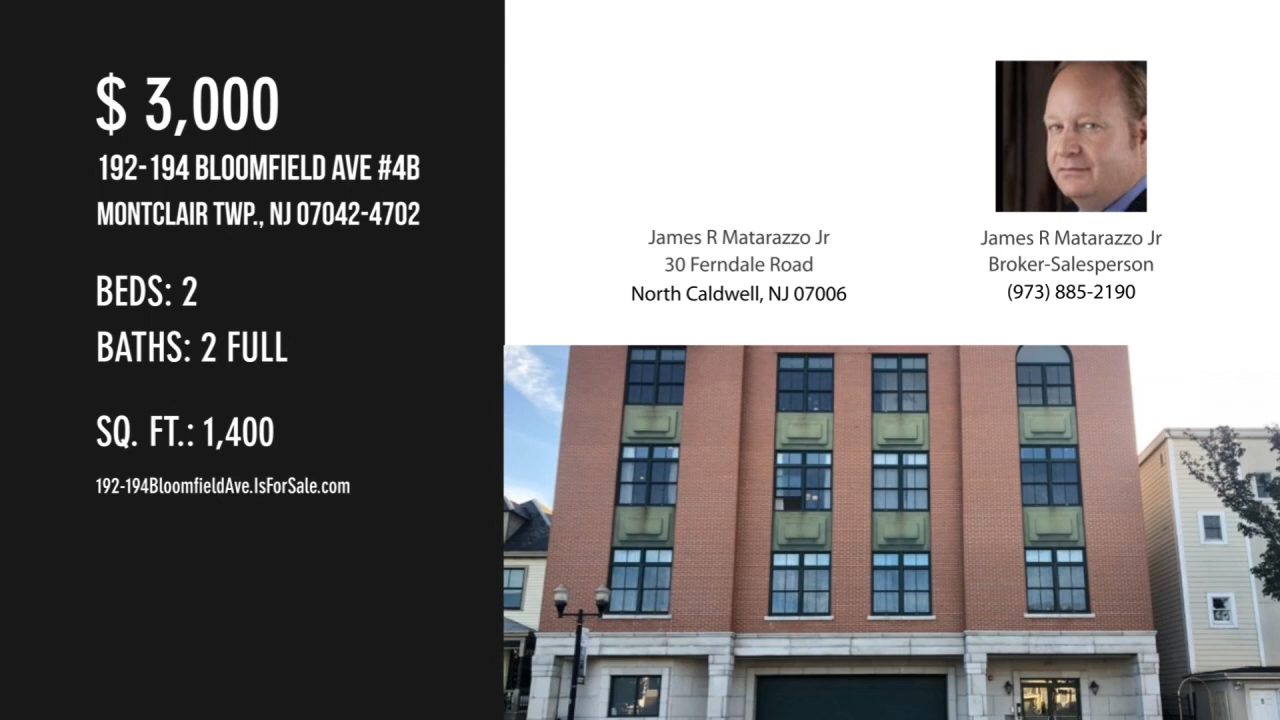 $ 3,000
192-194 BLOOMFIELD AVE #4B
MONTCLAIR TWP., NJ 07042-4702
BEDS: 2
BATHS: 2 FULL
SQ. FT.: 1,400
192-194BloomfieldAve.IsForSale.com
James R Matarazzo Jr
30 Ferndale Road
North Caldwell, NJ 07006
James R Matarazzo Jr
Broker-Salesperson
(973) 885-2190